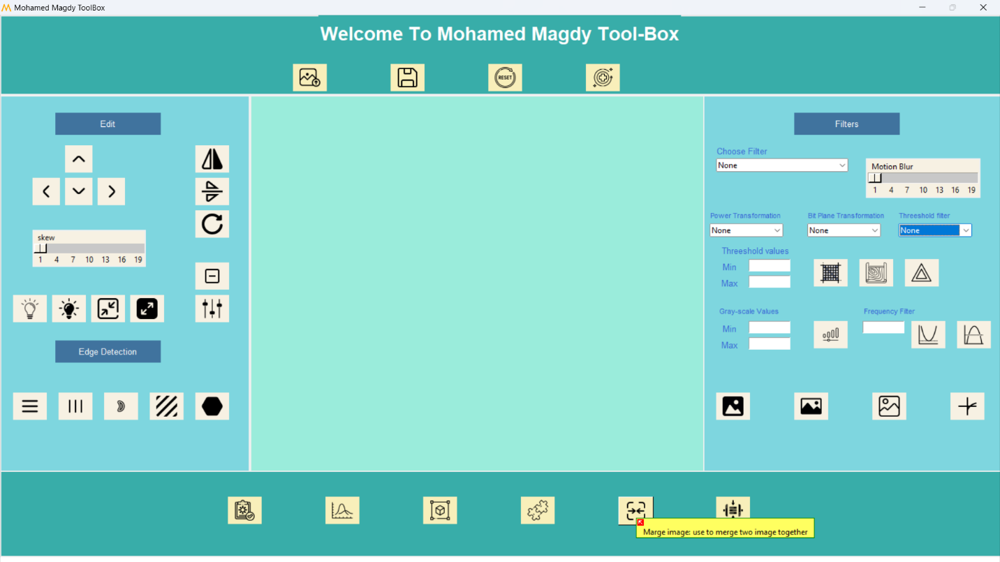 Mohamed Magdy ToolBox
Welcome To Mohamed Magdy Tool-Box
RESET
Edit
skew
1 4 7 10 13 16 19
Edge Detection
Filters
Choose Filter
None
Motion Blur
1 4 7 10 13 16 19
Power Transformation
None
Bit Plane Transformation
None
Threeshold filter
None
Threeshold values
Min
Max
Gray-scale Values
Min
Max
Frequency Filter
Marge image: use to merge two image together